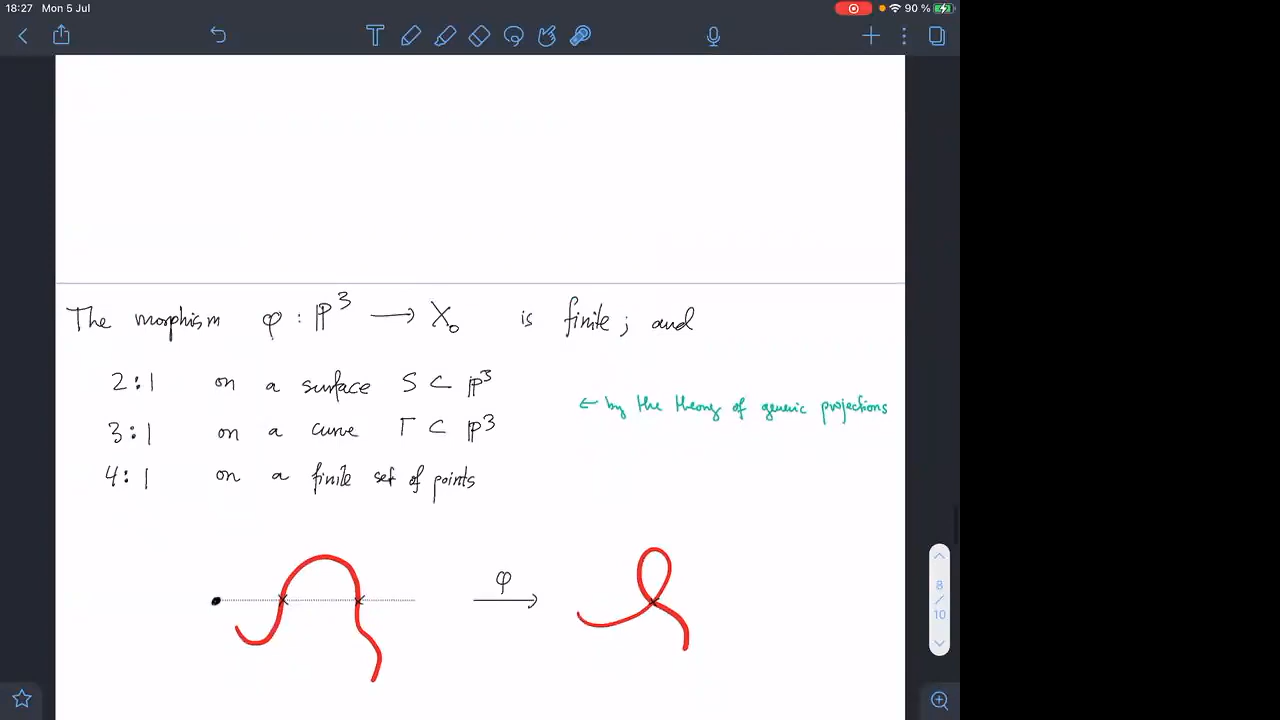 18:27 Mon 5 Jul
90 %
The morphism φ : ℙ³ ⟶ X₀ is finite ; and
2:1 on a surface S ⊂ ℙ³
← by the theory of generic projections
3:1 on a curve Γ ⊂ ℙ³
4:1 on a finite set of points
φ
8
/
10